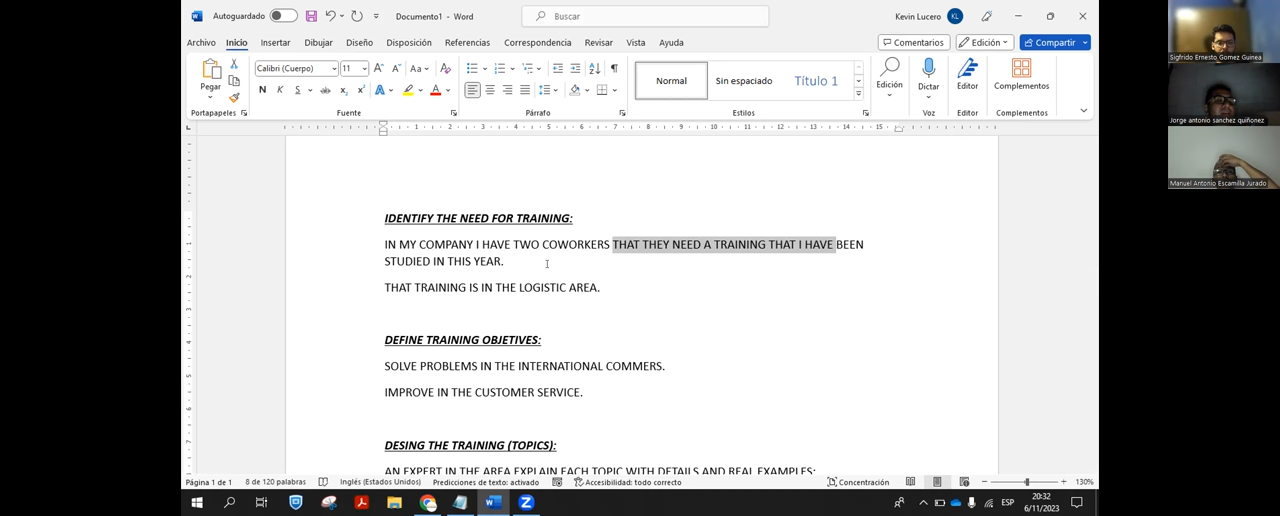 Autoguardado
Documento1 - Word
Buscar
Kevin Lucero
KL
Archivo Inicio Insertar Dibujar Diseño Disposición Referencias Correspondencia Revisar Vista Ayuda
Comentarios Edición Compartir
Pegar
Calibri (Cuerpo) 11
Normal Sin espaciado Título 1
Edición Dictar Editor Complementos
Portapapeles Fuente Párrafo Estilos Voz Editor Complementos
IDENTIFY THE NEED FOR TRAINING:
IN MY COMPANY I HAVE TWO COWORKERS THAT THEY NEED A TRAINING THAT I HAVE BEEN
STUDIED IN THIS YEAR.
THAT TRAINING IS IN THE LOGISTIC AREA.
DEFINE TRAINING OBJETIVES:
SOLVE PROBLEMS IN THE INTERNATIONAL COMMERS.
IMPROVE IN THE CUSTOMER SERVICE.
DESING THE TRAINING (TOPICS):
AN EXPERT IN THE AREA EXPLAIN EACH TOPIC WITH DETAILS AND REAL EXAMPLES:
Página 1 de 1 8 de 120 palabras Inglés (Estados Unidos) Predicciones de texto: activado Accesibilidad: todo correcto Concentración 130%
ESP
20:32
6/11/2023
Sigfrido Ernesto Gomez Guinea
Jorge antonio sanchez quiñonez
Manuel Antonio Escamilla Jurado